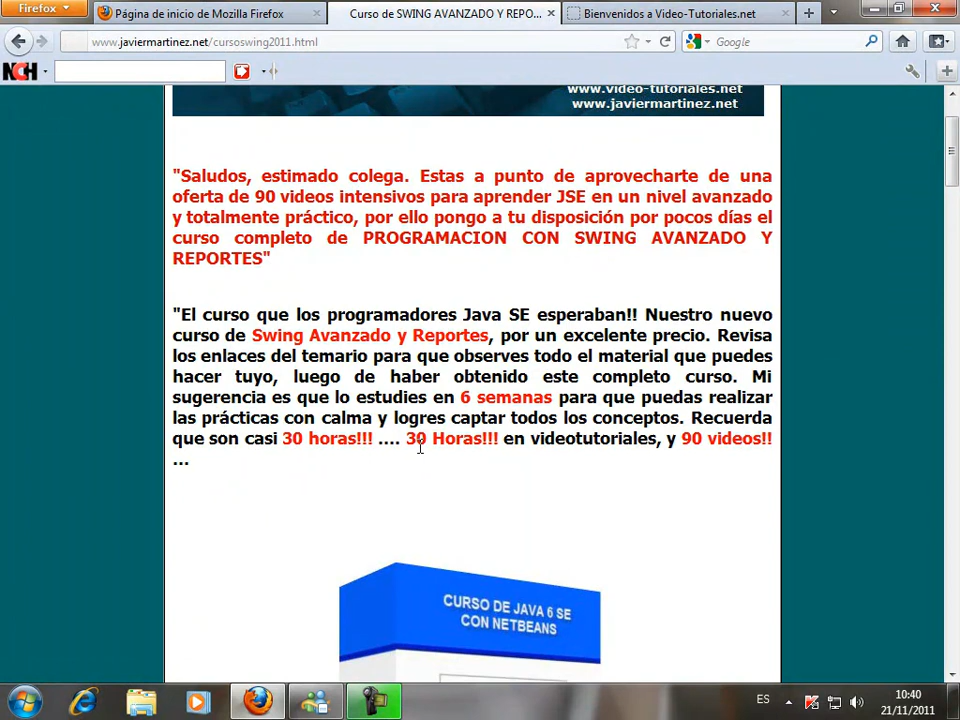 Firefox
Página de inicio de Mozilla Firefox
Curso de SWING AVANZADO Y REPO...
Bienvenidos a Video-Tutoriales.net
www.javiermartinez.net/cursoswing2011.html
Google
NCH
www.video-tutoriales.net
www.javiermartinez.net
"Saludos, estimado colega. Estas a punto de aprovecharte de una
oferta de 90 videos intensivos para aprender JSE en un nivel avanzado
y totalmente práctico, por ello pongo a tu disposición por pocos días el
curso completo de PROGRAMACION CON SWING AVANZADO Y
REPORTES"
"El curso que los programadores Java SE esperaban!! Nuestro nuevo
curso de Swing Avanzado y Reportes, por un excelente precio. Revisa
los enlaces del temario para que observes todo el material que puedes
hacer tuyo, luego de haber obtenido este completo curso. Mi
sugerencia es que lo estudies en 6 semanas para que puedas realizar
las prácticas con calma y logres captar todos los conceptos. Recuerda
que son casi 30 horas!!! .... 30 Horas!!! en videotutoriales, y 90 videos!!
...
CURSO DE JAVA 6 SE
CON NETBEANS
ES
10:40
21/11/2011